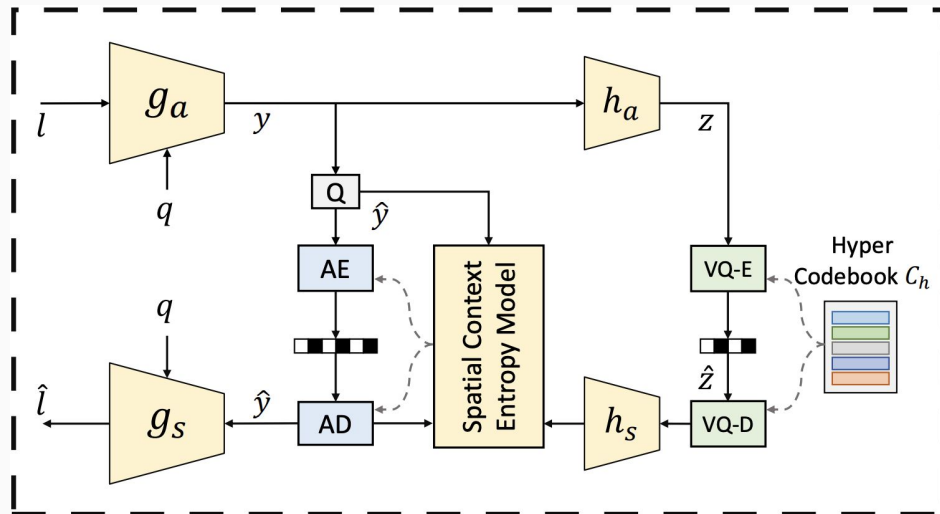 l
g_a
y
h_a
z
q
Q
ŷ
AE
Spatial Context
Entropy Model
VQ-E
Hyper
Codebook C_h
q
ẑ
l̂
g_s
ŷ
AD
h_s
VQ-D